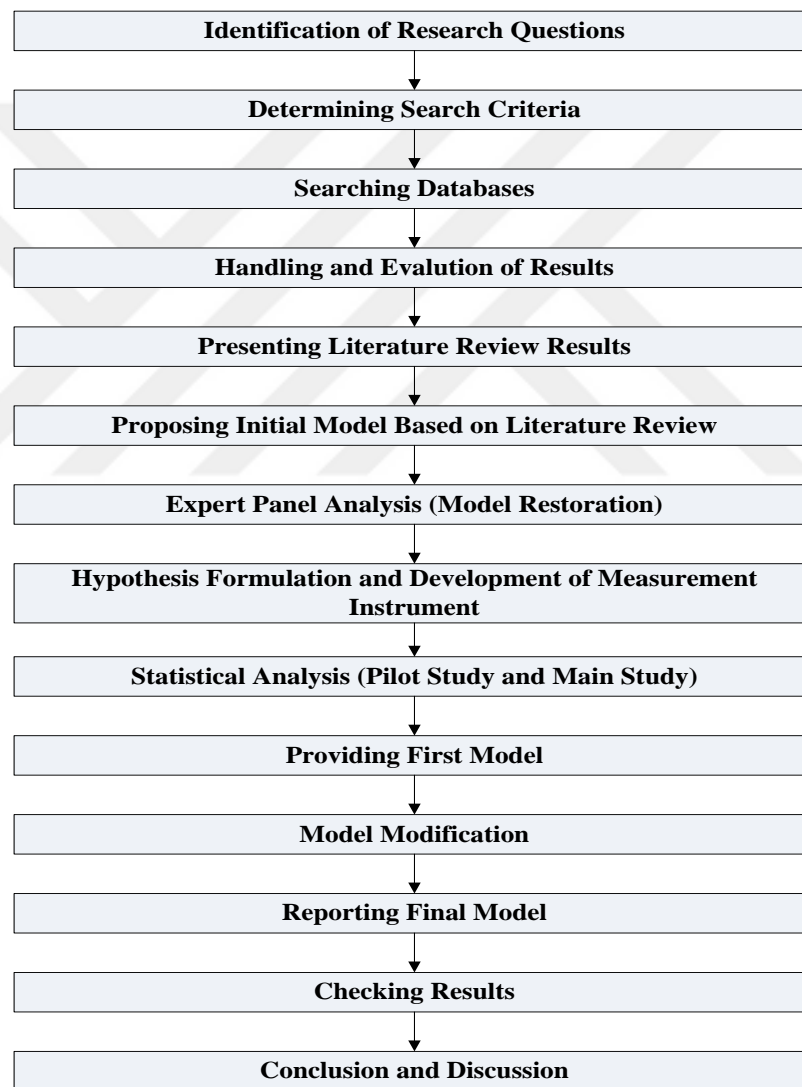 Identification of Research Questions
Determining Search Criteria
Searching Databases
Handling and Evalution of Results
Presenting Literature Review Results
Proposing Initial Model Based on Literature Review
Expert Panel Analysis (Model Restoration)
Hypothesis Formulation and Development of Measurement
Instrument
Statistical Analysis (Pilot Study and Main Study)
Providing First Model
Model Modification
Reporting Final Model
Checking Results
Conclusion and Discussion